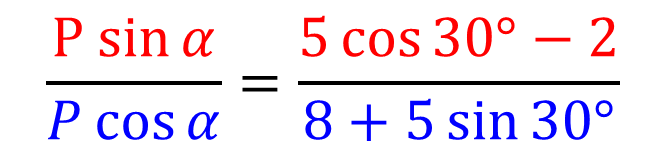 P sin α / P cos α = 5 cos 30° − 2 / 8 + 5 sin 30°